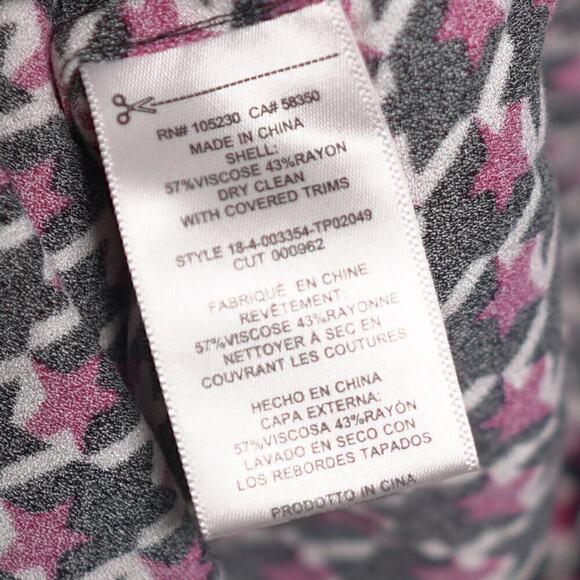 RN# 105230 CA# 58350
MADE IN CHINA
SHELL:
57%VISCOSE 43%RAYON
DRY CLEAN
WITH COVERED TRIMS
STYLE 18-4-003354-TP02049
CUT 000962
FABRIQUÉ EN CHINE
REVÊTEMENT:
57%VISCOSE 43%RAYONNE
NETTOYER À SEC EN
COUVRANT LES COUTURES
HECHO EN CHINA
CAPA EXTERNA:
57%VISCOSA 43%RAYÓN
LAVADO EN SECO CON
LOS REBORDES TAPADOS
PRODOTTO IN CINA